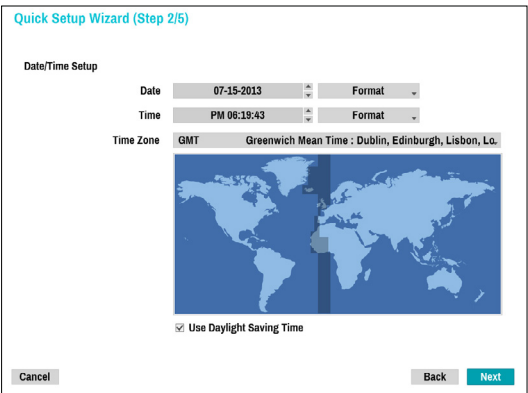 Quick Setup Wizard (Step 2/5)
Date/Time Setup
Date 07-15-2013 Format
Time PM 06:19:43 Format
Time Zone GMT Greenwich Mean Time : Dublin, Edinburgh, Lisbon, Lo
Use Daylight Saving Time
Cancel Back Next